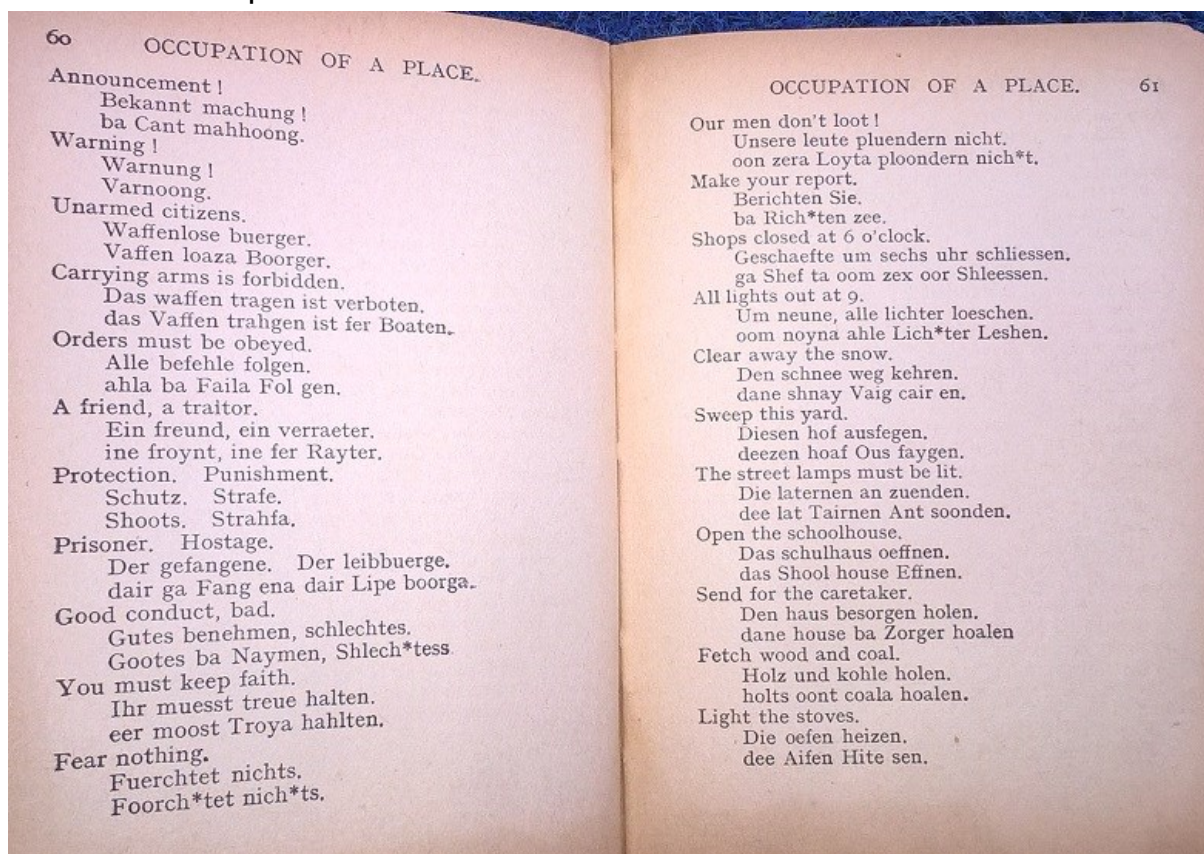 60
OCCUPATION OF A PLACE.
Announcement !
Bekannt machung !
ba Cant mahhoong.
Warning !
Warnung !
Varnoong.
Unarmed citizens.
Waffenlose buerger.
Vaffen loaza Boorger.
Carrying arms is forbidden.
Das waffen tragen ist verboten.
das Vaffen trahgen ist fer Boaten.
Orders must be obeyed.
Alle befehle folgen.
ahla ba Faila Fol gen.
A friend, a traitor.
Ein freund, ein verraeter.
ine froynt, ine fer Rayter.
Protection. Punishment.
Schutz. Strafe.
Shoots. Strahfa.
Prisoner. Hostage.
Der gefangene. Der leibbuerge.
dair ga Fang ena dair Lipe boorga.
Good conduct, bad.
Gutes benehmen, schlechtes.
Gootes ba Naymen, Shlech*tess
You must keep faith.
Ihr muesst treue halten.
eer moost Troya hahlten.
Fear nothing.
Fuerchtet nichts.
Foorch*tet nich*ts.
OCCUPATION OF A PLACE.
61
Our men don't loot !
Unsere leute pluendern nicht.
oon zera Loyta ploondern nich*t.
Make your report.
Berichten Sie.
ba Rich*ten zee.
Shops closed at 6 o'clock.
Geschaefte um sechs uhr schliessen.
ga Shef ta oom zex oor Shleessen.
All lights out at 9.
Um neune, alle lichter loeschen.
oom noyna ahle Lich*ter Leshen.
Clear away the snow.
Den schnee weg kehren.
dane shnay Vaig cair en.
Sweep this yard.
Diesen hof ausfegen.
deezen hoaf Ous faygen.
The street lamps must be lit.
Die laternen an zuenden.
dee lat Tairnen Ant soonden.
Open the schoolhouse.
Das schulhaus oeffnen.
das Shool house Effnen.
Send for the caretaker.
Den haus besorgen holen.
dane house ba Zorger hoalen
Fetch wood and coal.
Holz und kohle holen.
holts oont coala hoalen.
Light the stoves.
Die oefen heizen.
dee Aifen Hite sen.